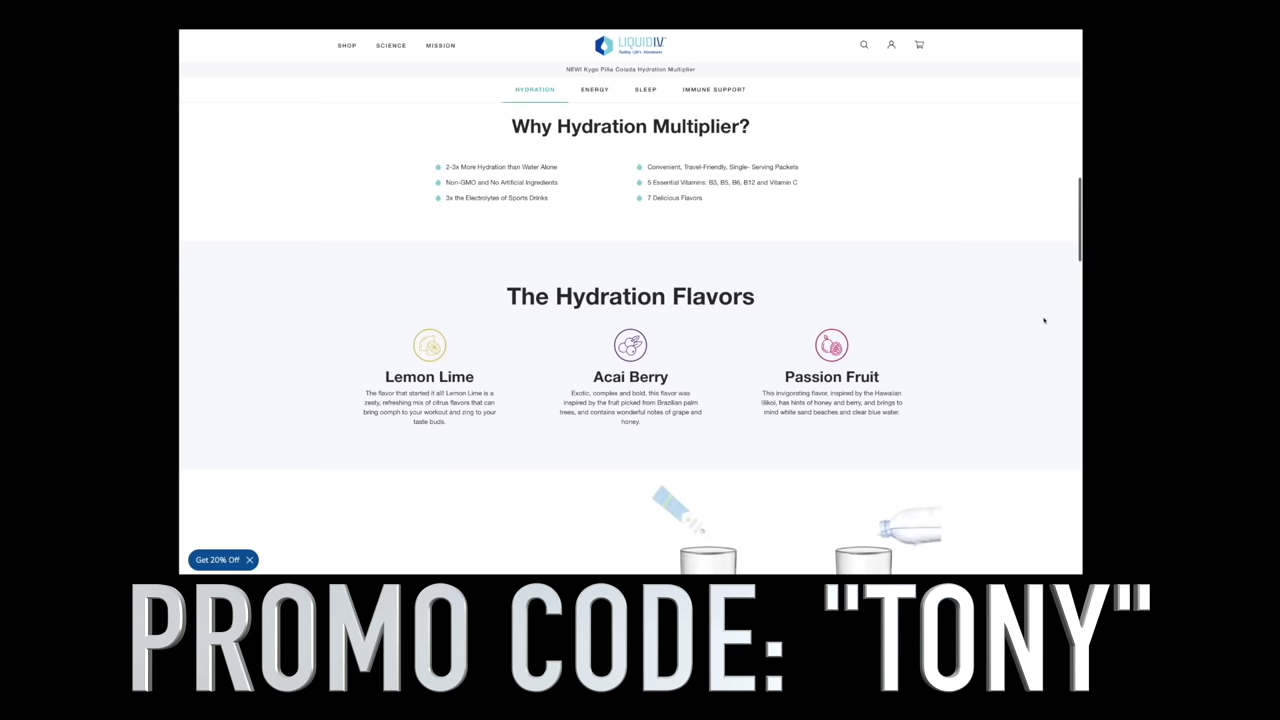 SHOP SCIENCE MISSION
LIQUIDIV
Fueling Life's Adventures
NEW! Kygo Piña Colada Hydration Multiplier
HYDRATION ENERGY SLEEP IMMUNE SUPPORT
Why Hydration Multiplier?
2-3x More Hydration than Water Alone
Non-GMO and No Artificial Ingredients
3x the Electrolytes of Sports Drinks
Convenient, Travel-Friendly, Single- Serving Packets
5 Essential Vitamins: B3, B5, B6, B12 and Vitamin C
7 Delicious Flavors
The Hydration Flavors
Lemon Lime
The flavor that started it all! Lemon Lime is a
zesty, refreshing mix of citrus flavors that can
bring oomph to your workout and zing to your
taste buds.
Acai Berry
Exotic, complex and bold, this flavor was
inspired by the fruit picked from Brazilian palm
trees, and contains wonderful notes of grape and
honey.
Passion Fruit
This invigorating flavor, inspired by the Hawaiian
lilikoi, has hints of honey and berry, and brings to
mind white sand beaches and clear blue water.
Get 20% Off
PROMO CODE: "TONY"